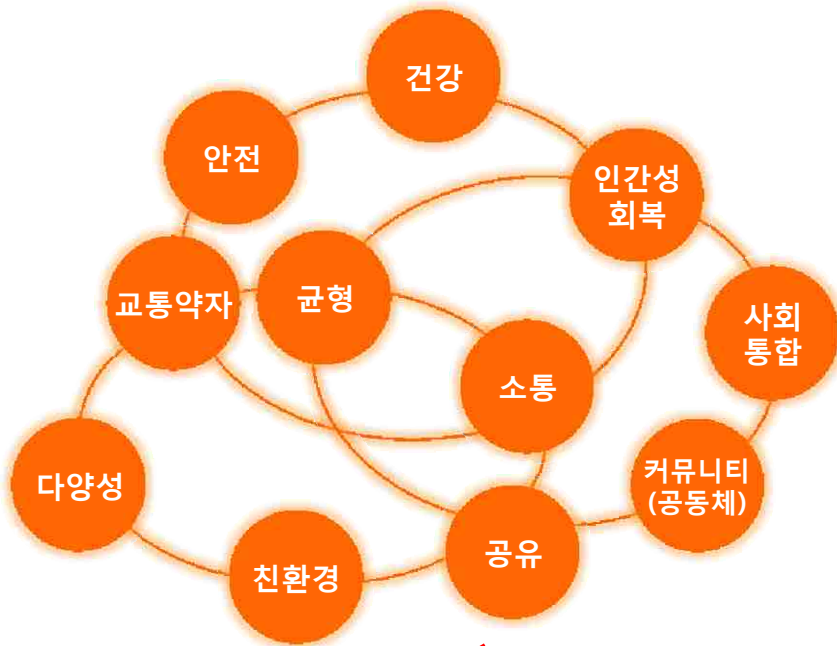 건강
안전
인간성
회복
교통약자
균형
사회
통합
소통
다양성
커뮤니티
(공동체)
친환경
공유